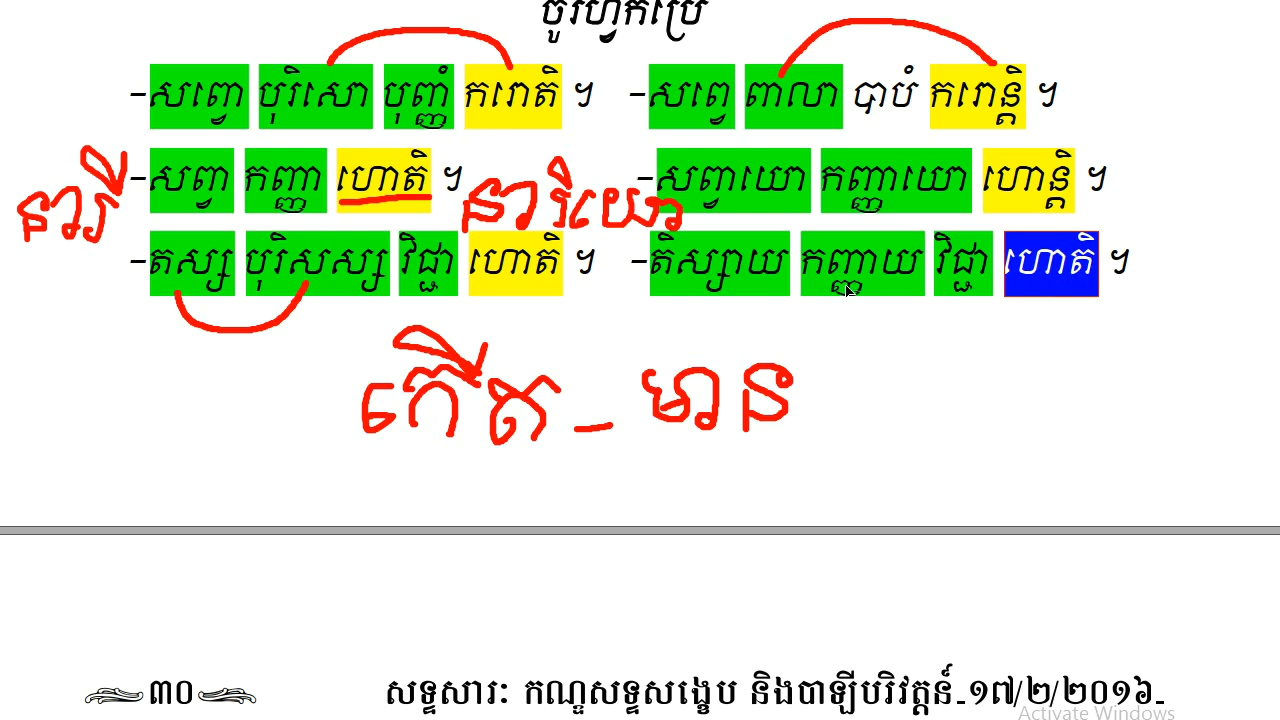 ចូរហ្វឹកប្រែ
-សព្វោ បុរិសោ បុញ្ញំ ករោតិ ។ -សព្វេ ពាលា បាបំ ករោន្តិ ។
នារី -សព្វា កញ្ញា ហោតិ ។ នារិយោ -សព្វាយោ កញ្ញាយោ ហោន្តិ ។
-តស្ស បុរិសស្ស វិជ្ជា ហោតិ ។ -តិស្សាយ កញ្ញាយ វិជ្ជា ហោតិ ។
កើត - មាន
៣០ សទ្ទសារៈ កណ្ឌសទ្ទសង្ខេប និងបាឡីបរិវត្តន៍-១៧/២/២០១៦-
Activate Windows